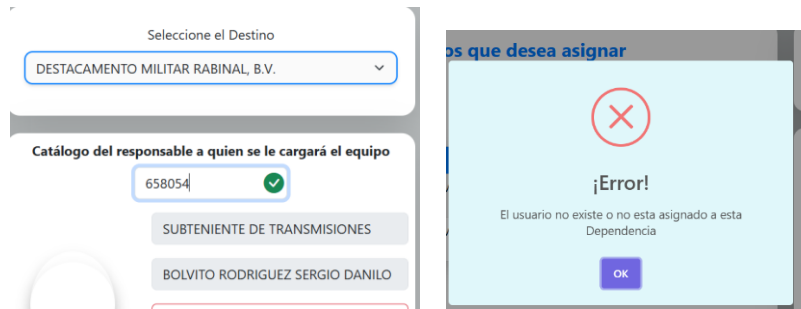 Seleccione el Destino
DESTACAMENTO MILITAR RABINAL, B.V.
Catálogo del responsable a quien se le cargará el equipo
658054
SUBTENIENTE DE TRANSMISIONES
BOLVITO RODRIGUEZ SERGIO DANILO
os que desea asignar
¡Error!
El usuario no existe o no esta asignado a esta
Dependencia
OK